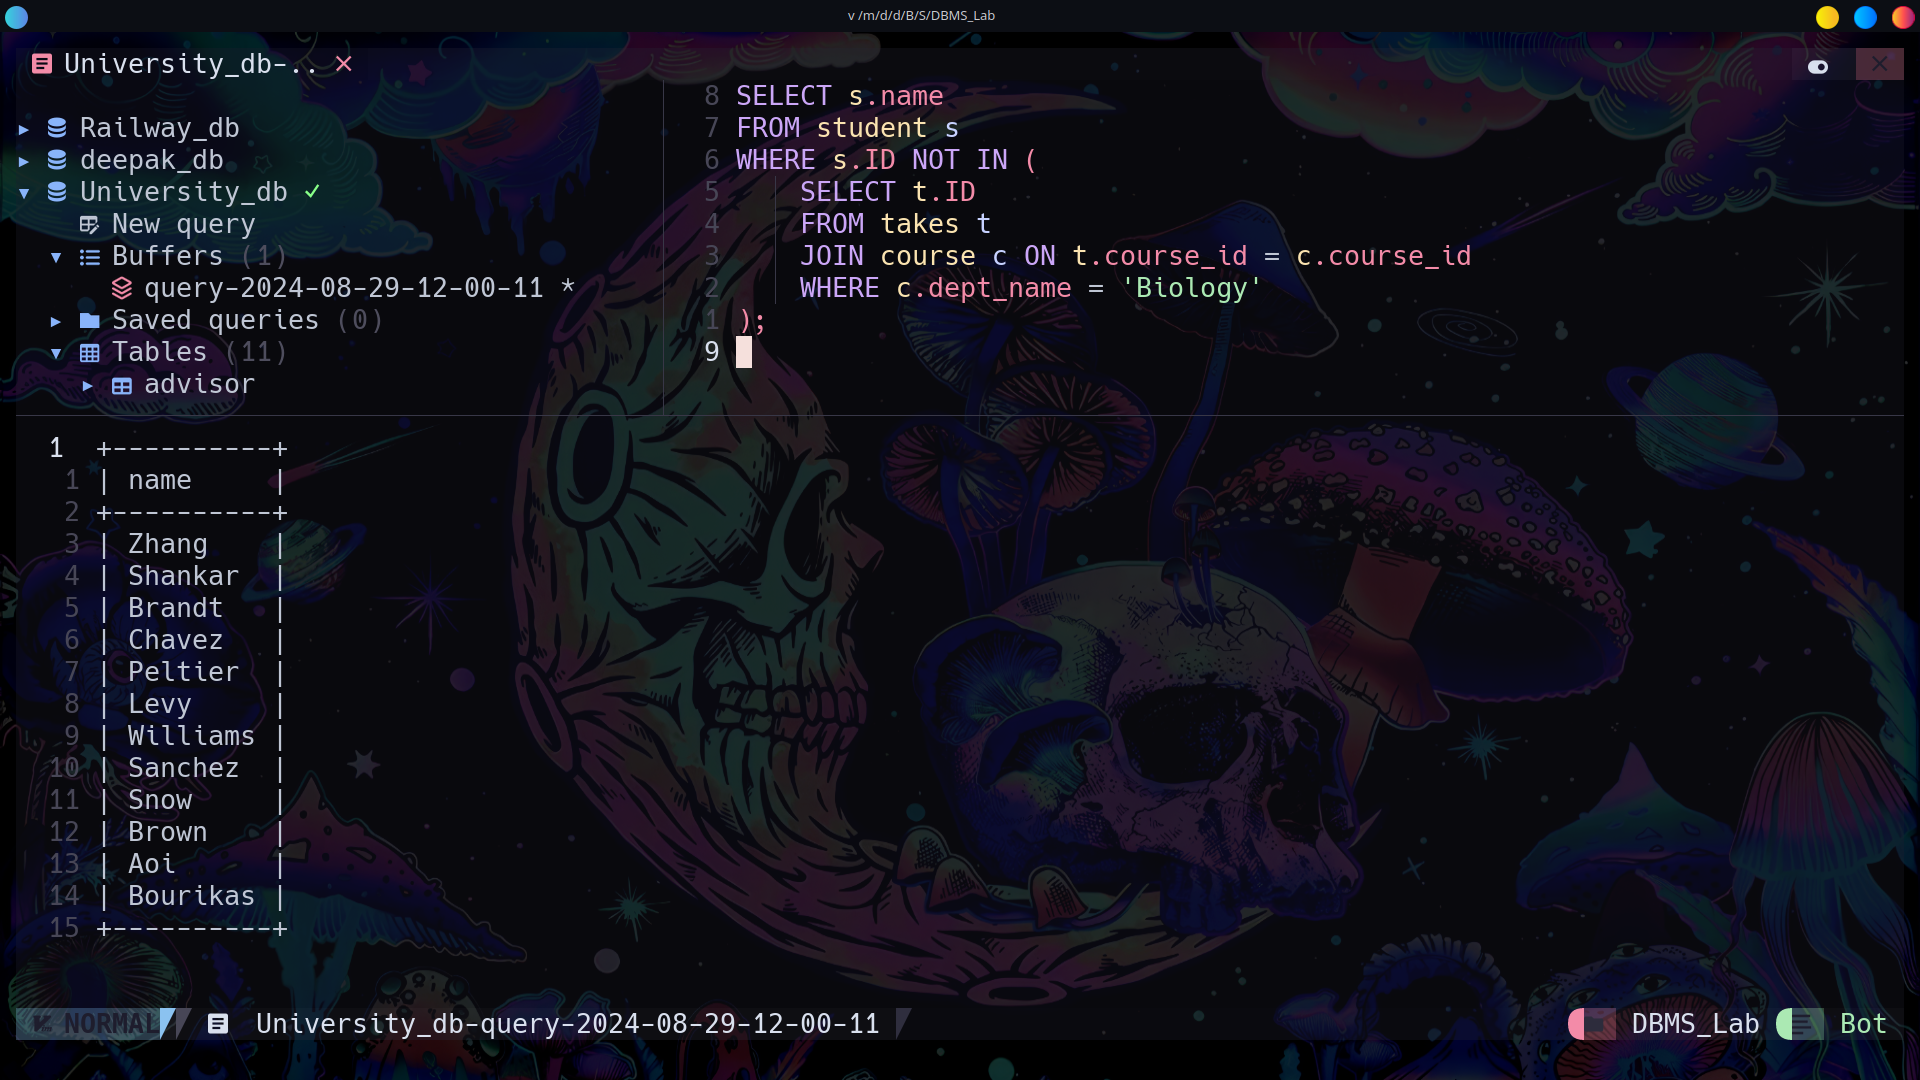 v /m/d/d/B/S/DBMS_Lab
University_db-..
Railway_db
deepak_db
University_db ✓
New query
Buffers (1)
query-2024-08-29-12-00-11 *
Saved queries (0)
Tables (11)
advisor
8 SELECT s.name
7 FROM student s
6 WHERE s.ID NOT IN (
5     SELECT t.ID
4     FROM takes t
3     JOIN course c ON t.course_id = c.course_id
2     WHERE c.dept_name = 'Biology'
1 );
9
1 +----------+
1 | name     |
2 +----------+
3 | Zhang    |
4 | Shankar  |
5 | Brandt   |
6 | Chavez   |
7 | Peltier  |
8 | Levy     |
9 | Williams |
10 | Sanchez  |
11 | Snow     |
12 | Brown    |
13 | Aoi      |
14 | Bourikas |
15 +----------+
NORMAL University_db-query-2024-08-29-12-00-11 DBMS_Lab Bot